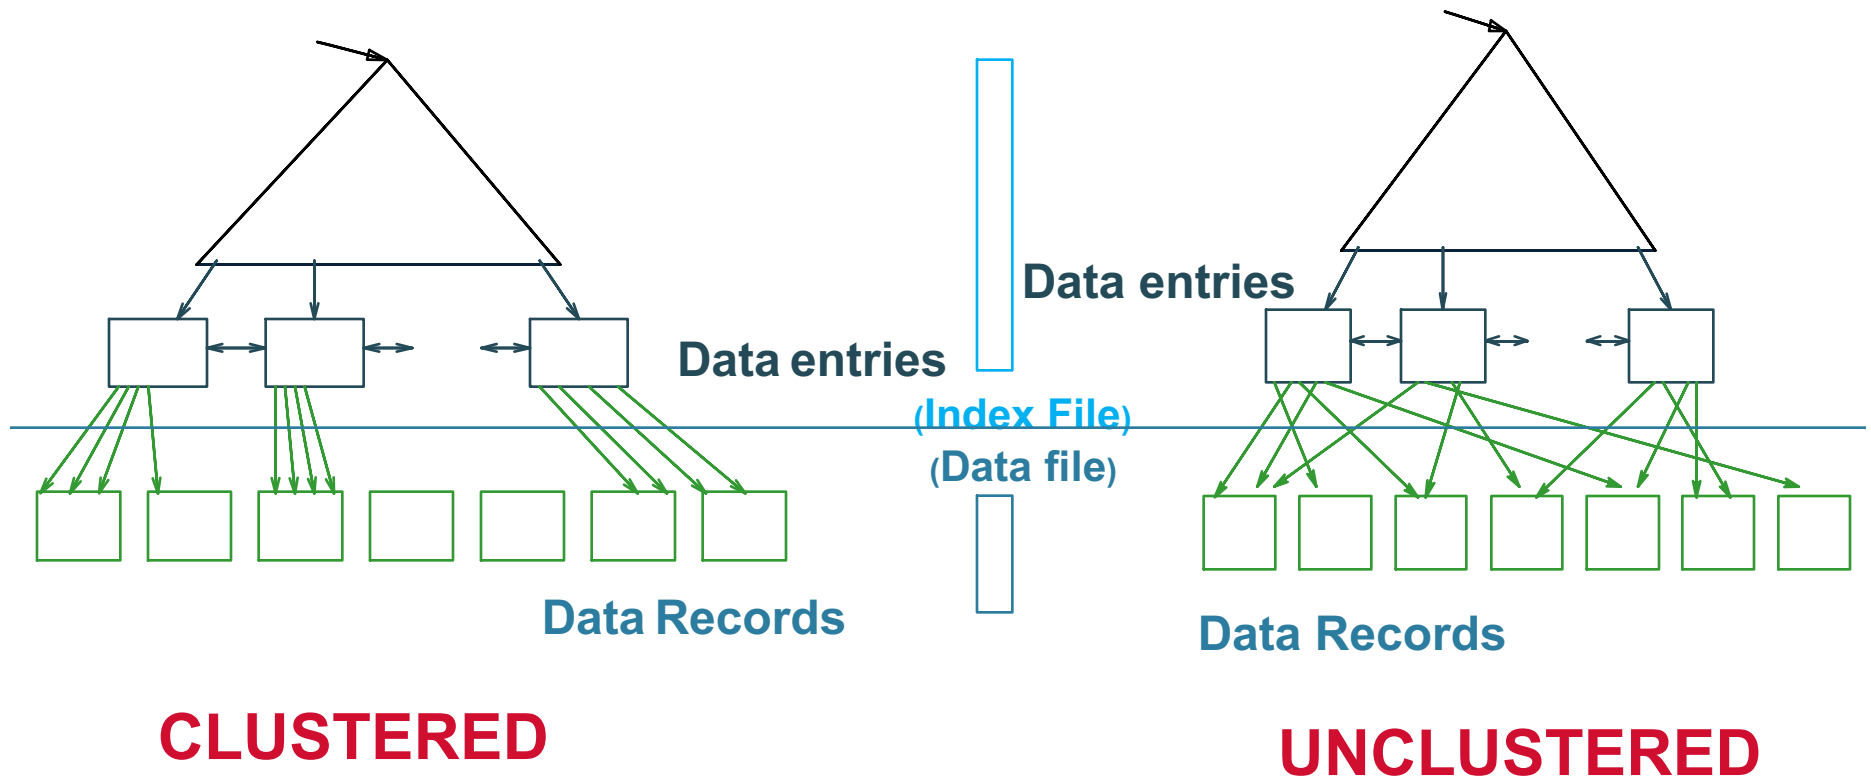 Data entries
Data entries
(Index File)
(Data file)
Data Records
Data Records
CLUSTERED
UNCLUSTERED